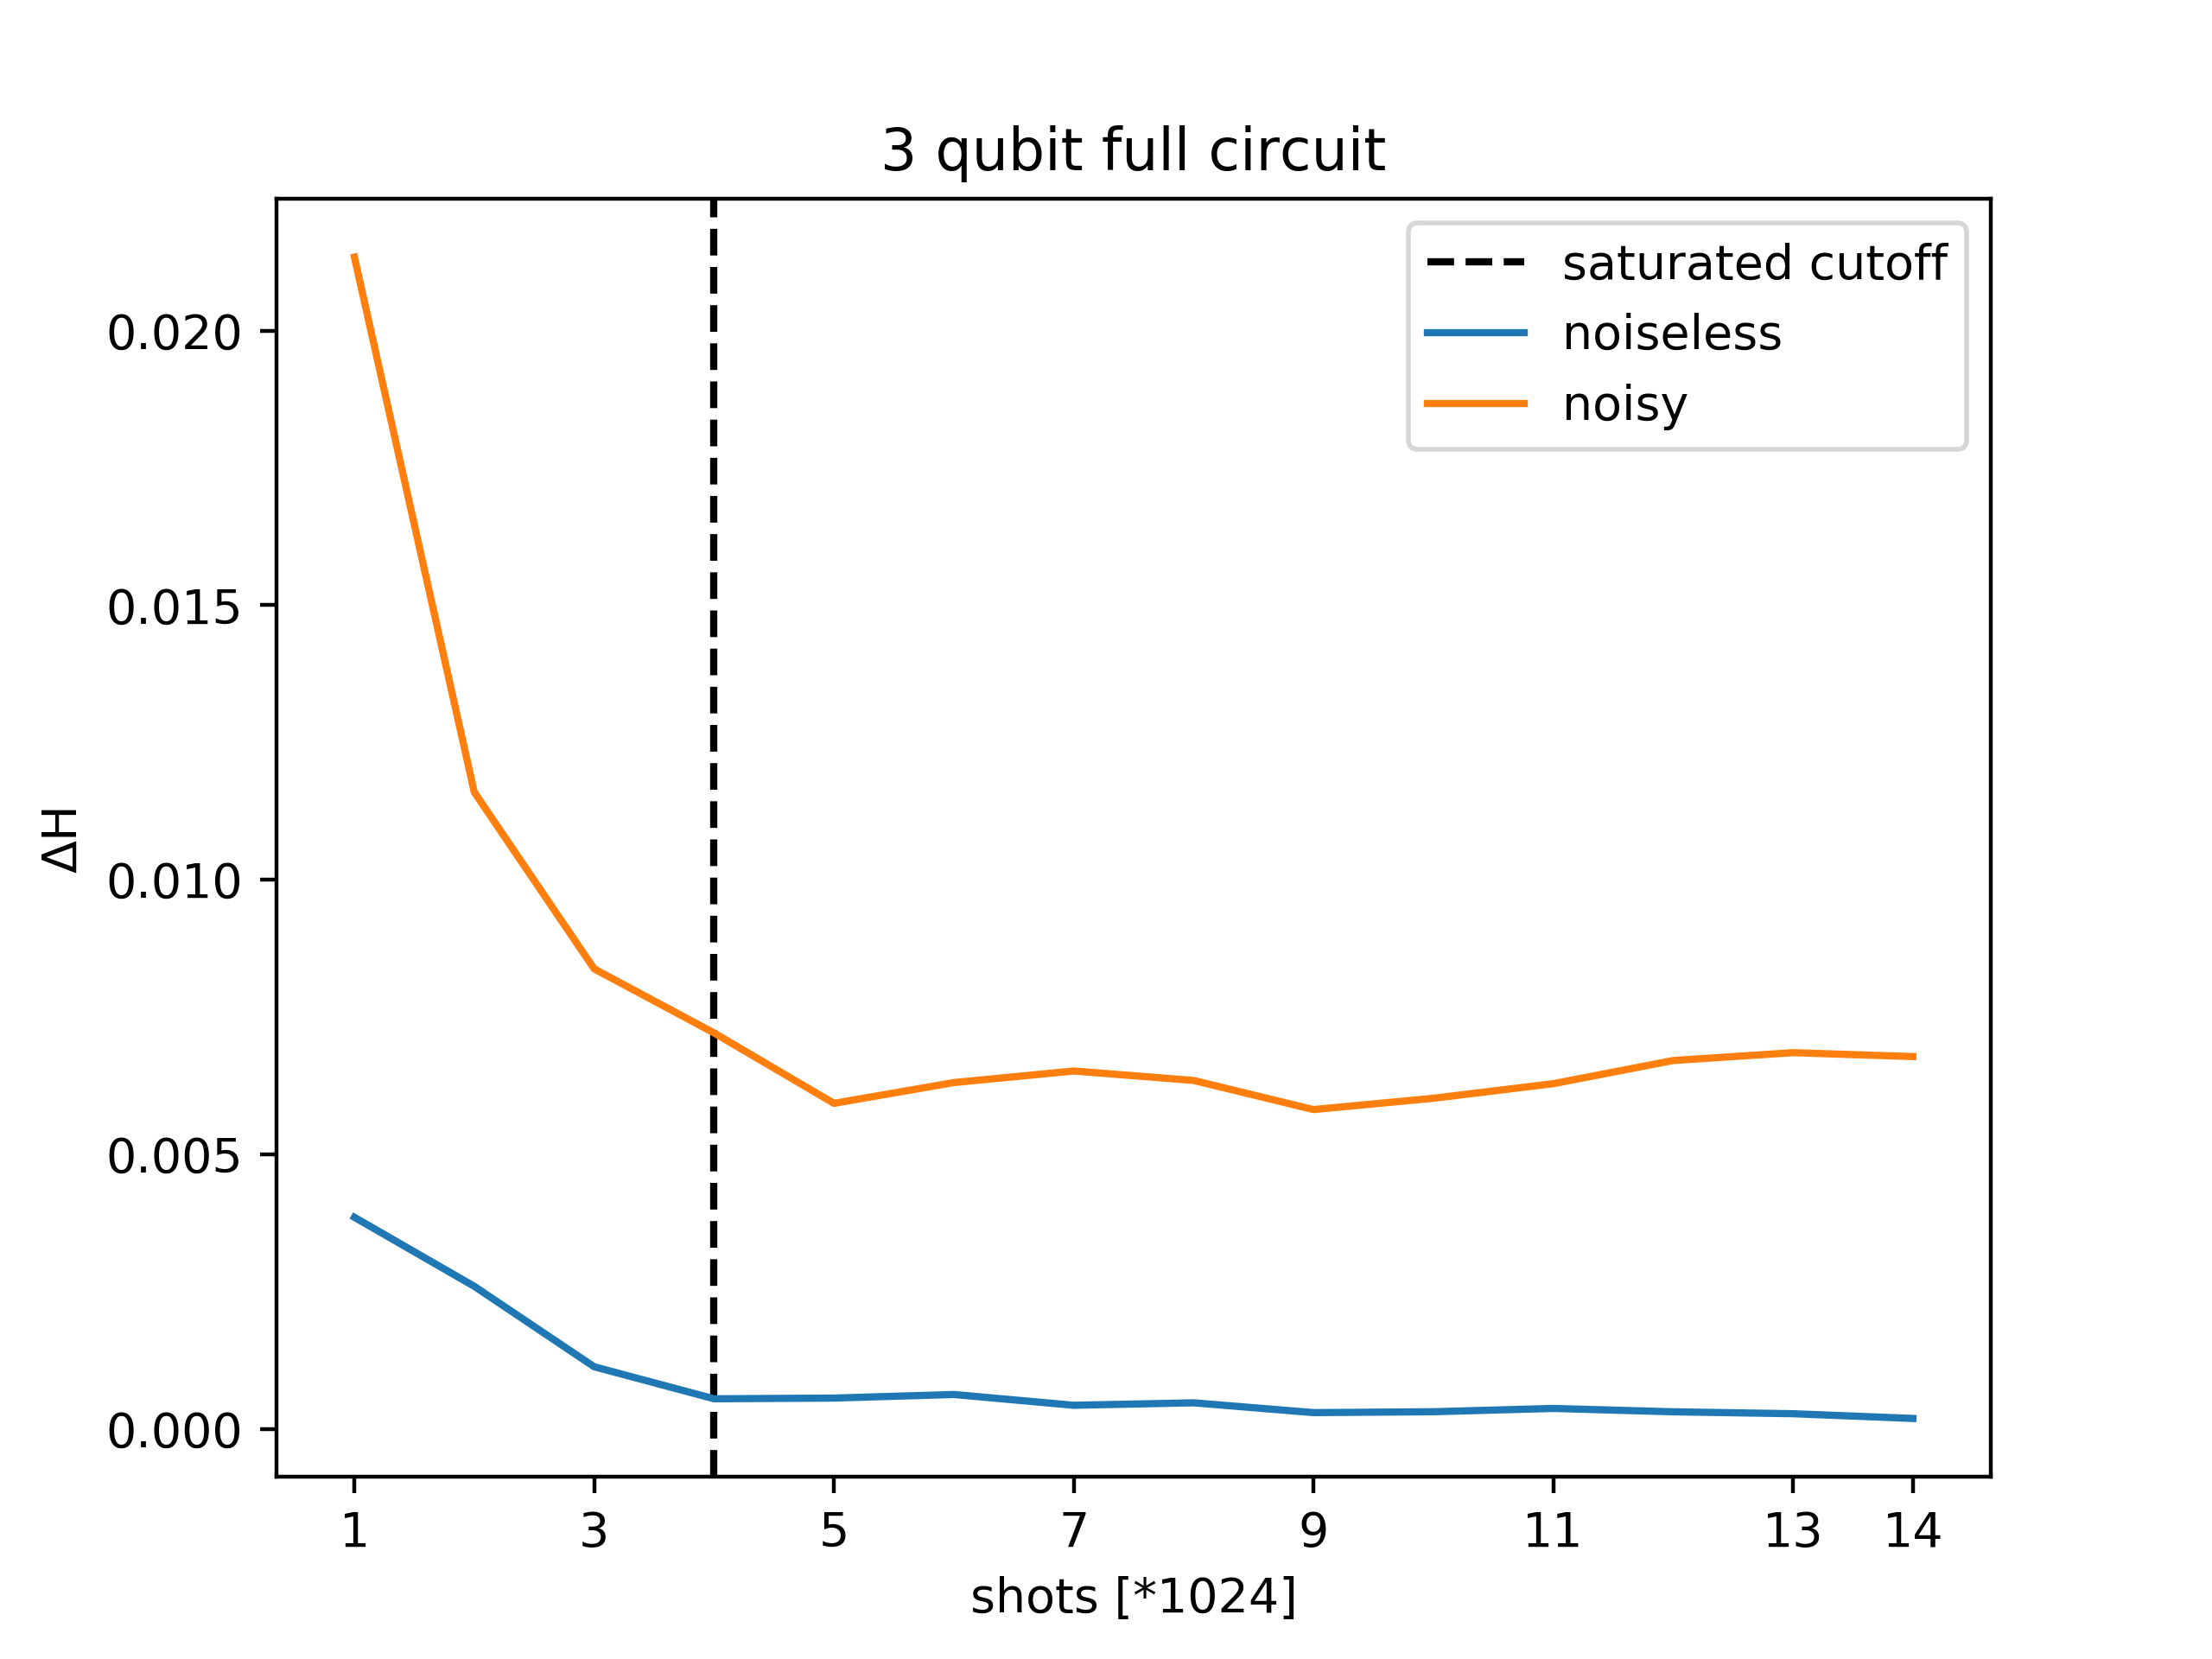 3 qubit full circuit
saturated cutoff
noiseless
noisy
0.020
0.015
0.010
0.005
0.000
ΔH
1 3 5 7 9 11 13 14
shots [*1024]